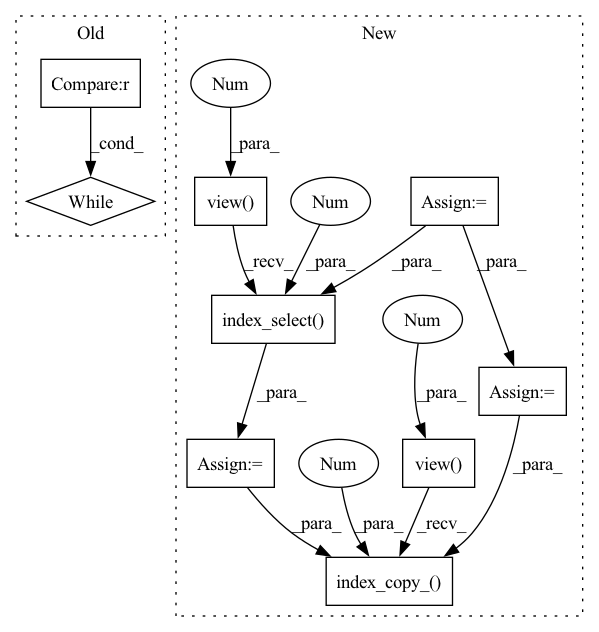 Old
New
Compare:r
Num
_cond_
_para_
While
view()
Num
Assign:=
_recv_
_para_
_para_
_para_
index_select()
Num
_para_
_para_
Assign:=
Assign:=
Num
view()
_para_
_para_
_para_
_recv_
index_copy_()